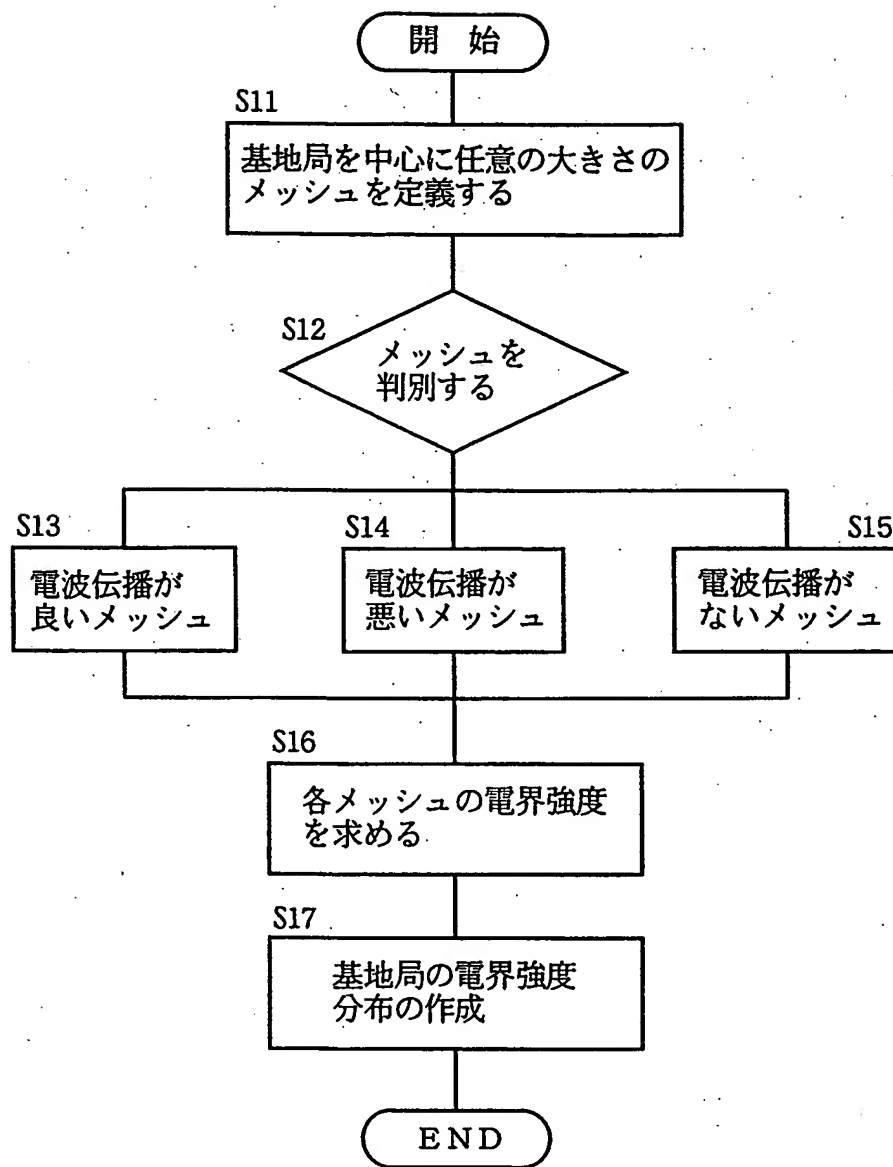 開 始
S11
基地局を中心に任意の大きさの
メッシュを定義する
S12
メッシュを
判別する
S13
電波伝播が
良いメッシュ
S14
電波伝播が
悪いメッシュ
S15
電波伝播が
ないメッシュ
S16
各メッシュの電界強度
を求める
S17
基地局の電界強度
分布の作成
END